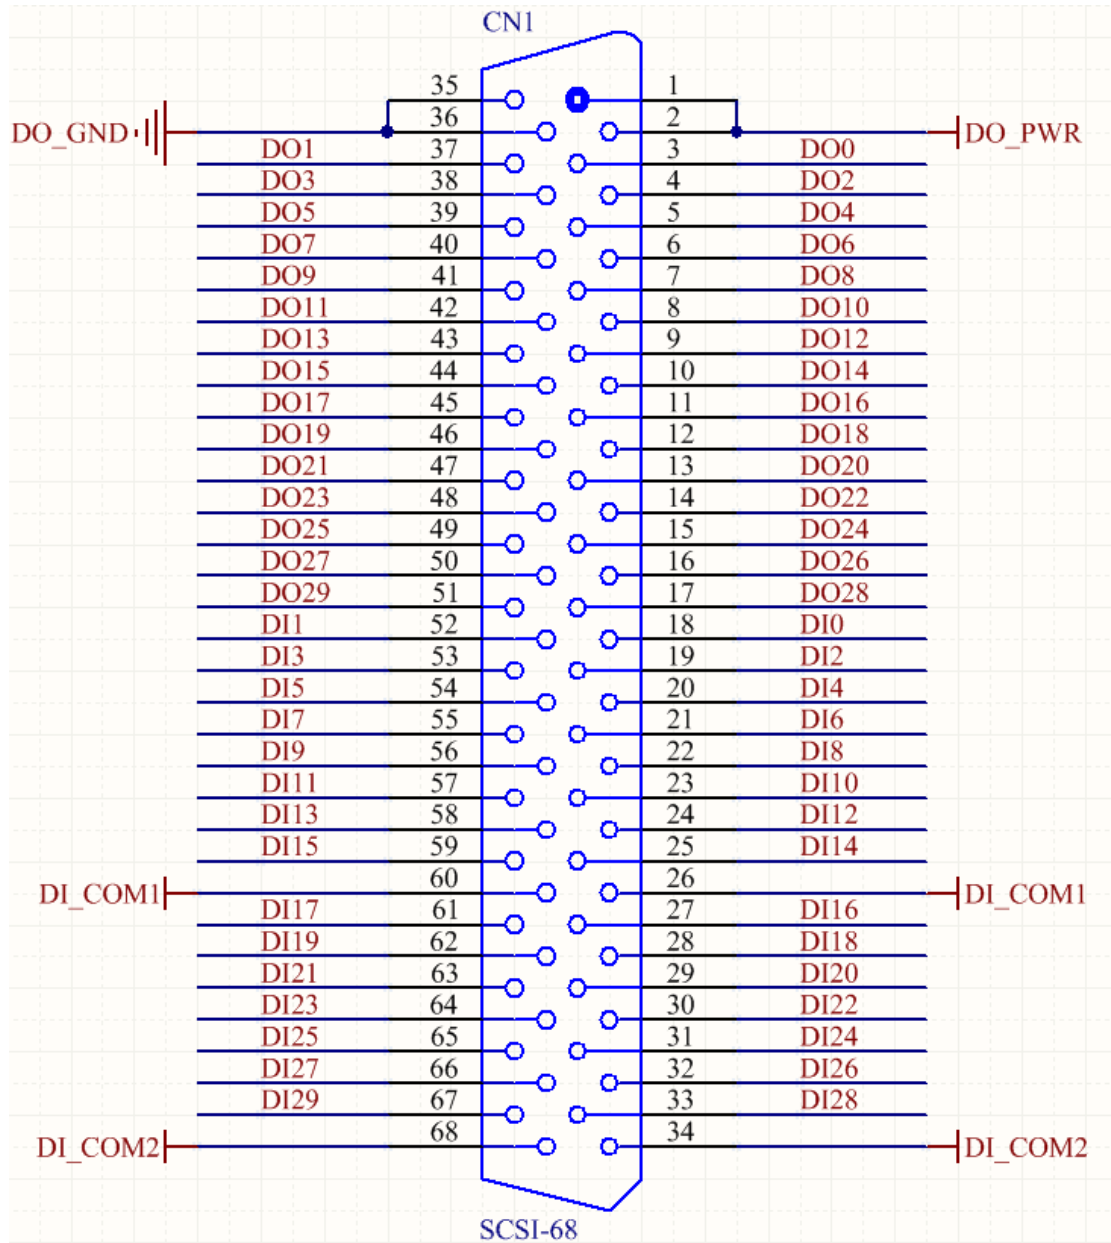 CN1
35 1
DO_GND 36 2 DO_PWR
DO1 37 3 DO0
DO3 38 4 DO2
DO5 39 5 DO4
DO7 40 6 DO6
DO9 41 7 DO8
DO11 42 8 DO10
DO13 43 9 DO12
DO15 44 10 DO14
DO17 45 11 DO16
DO19 46 12 DO18
DO21 47 13 DO20
DO23 48 14 DO22
DO25 49 15 DO24
DO27 50 16 DO26
DO29 51 17 DO28
DI1 52 18 DI0
DI3 53 19 DI2
DI5 54 20 DI4
DI7 55 21 DI6
DI9 56 22 DI8
DI11 57 23 DI10
DI13 58 24 DI12
DI15 59 25 DI14
DI_COM1 60 26 DI_COM1
DI17 61 27 DI16
DI19 62 28 DI18
DI21 63 29 DI20
DI23 64 30 DI22
DI25 65 31 DI24
DI27 66 32 DI26
DI29 67 33 DI28
DI_COM2 68 34 DI_COM2
SCSI-68